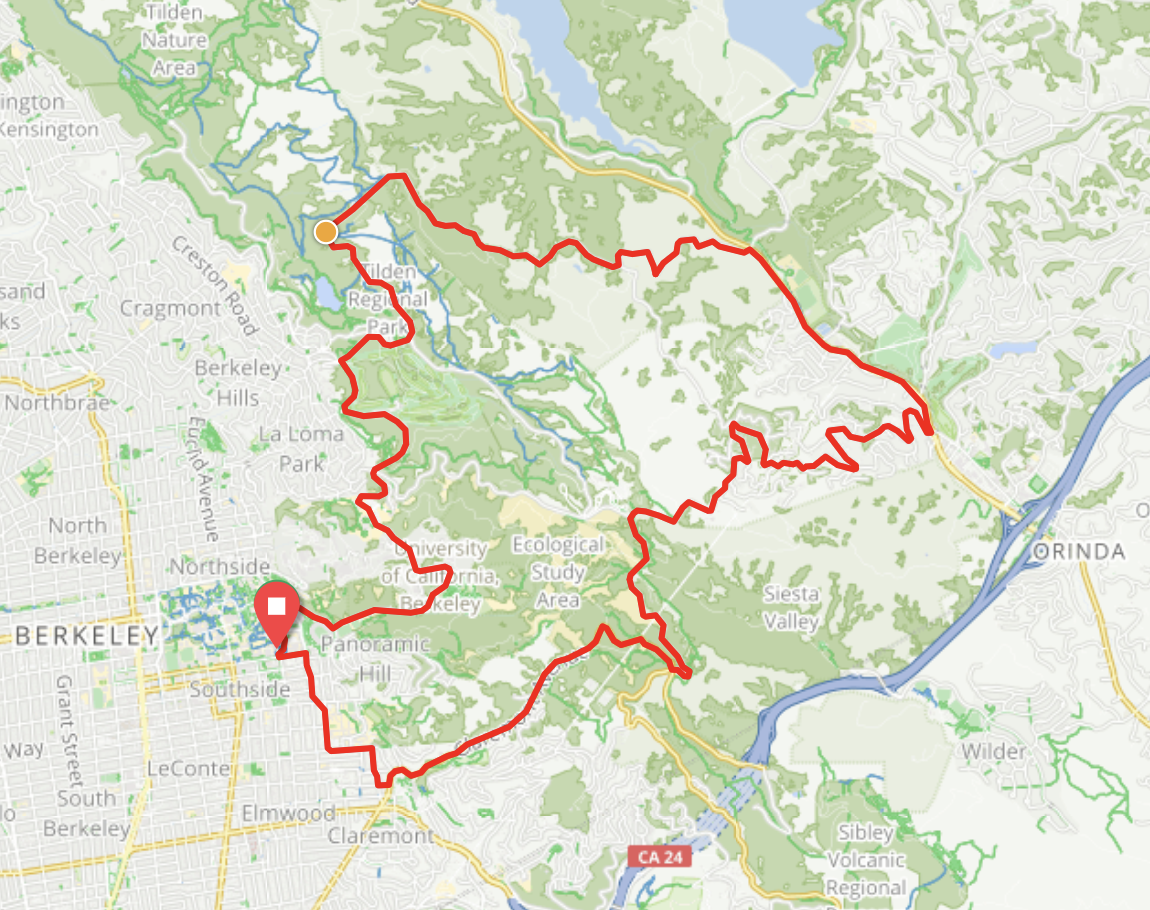 Tilden
Nature
Area
ington
Kensington
Creston Road
Tilden
Regional
Park
sand
ks
Cragmont
Berkeley
Hills
Northbrae
Euclid Avenue
La Loma
Park
North
Berkeley
University
of California,
Berkeley
Ecological
Study
Area
ORINDA
O
Northside
Siesta
Valley
BERKELEY
Panoramic
Hill
Southside
Grant Street
Way
LeConte
Wilder
South
Berkeley
lo
Elmwood
Claremont
CA 24
Sibley
Volcanic
Regional